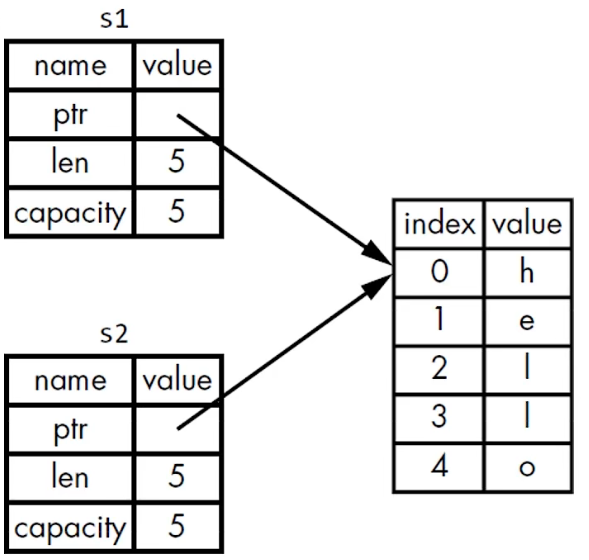 s1
name value
ptr
len 5
capacity 5
index value
0 h
1 e
2 l
3 l
4 o
s2
name value
ptr
len 5
capacity 5